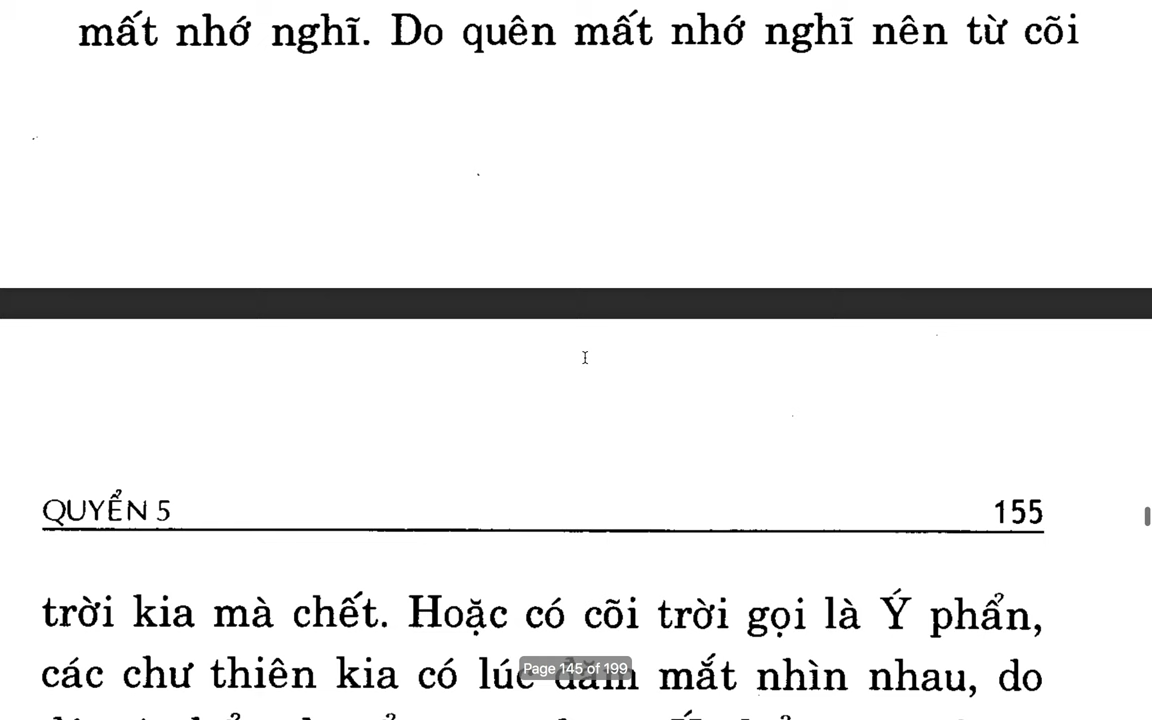 mất nhớ nghĩ. Do quên mất nhớ nghĩ nên từ cõi
QUYỂN 5 155
trời kia mà chết. Hoặc có cõi trời gọi là Ý phẩn,
các chư thiên kia có lúc đăm mắt nhìn nhau, do
Page 145 of 199